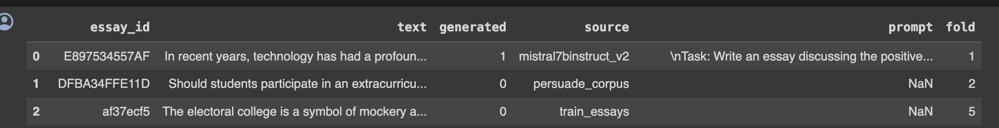 essay_id text generated source prompt fold
0 E897534557AF In recent years, technology has had a profoun... 1 mistral7binstruct_v2 \nTask: Write an essay discussing the positive... 1
1 DFBA34FFE11D Should students participate in an extracurricu... 0 persuade_corpus NaN 2
2 af37ecf5 The electoral college is a symbol of mockery a... 0 train_essays NaN 5